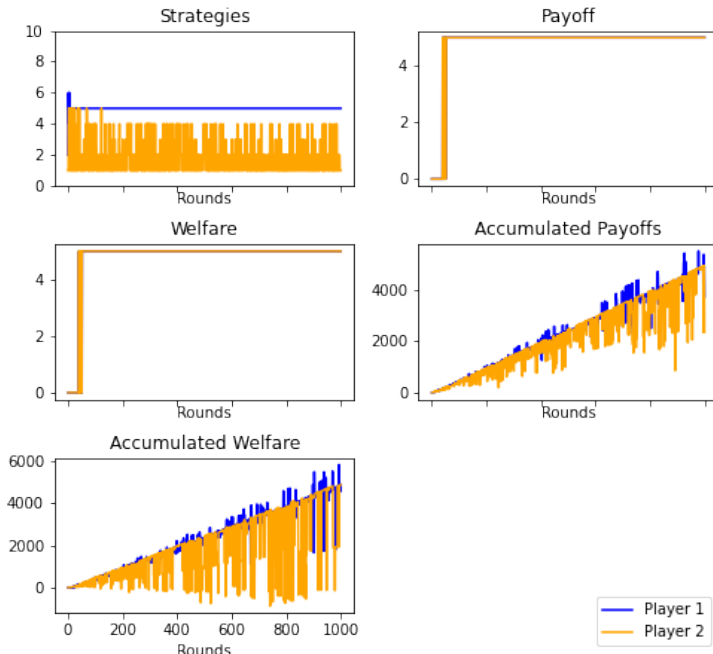 Strategies
10
8
6
4
2
0
Rounds
Payoff
4
2
0
Rounds
Welfare
4
2
0
Rounds
Accumulated Payoffs
4000
2000
0
Rounds
Accumulated Welfare
6000
4000
2000
0
0 200 400 600 800 1000
Rounds
Player 1
Player 2